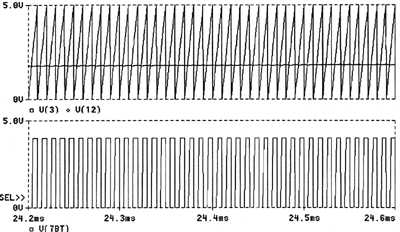 5.0V
0V
□ V(3) ◇ V(12)
5.0V
SEL>>
0V
24.2ms 24.3ms 24.4ms 24.5ms 24.6ms
□ V(7BT)